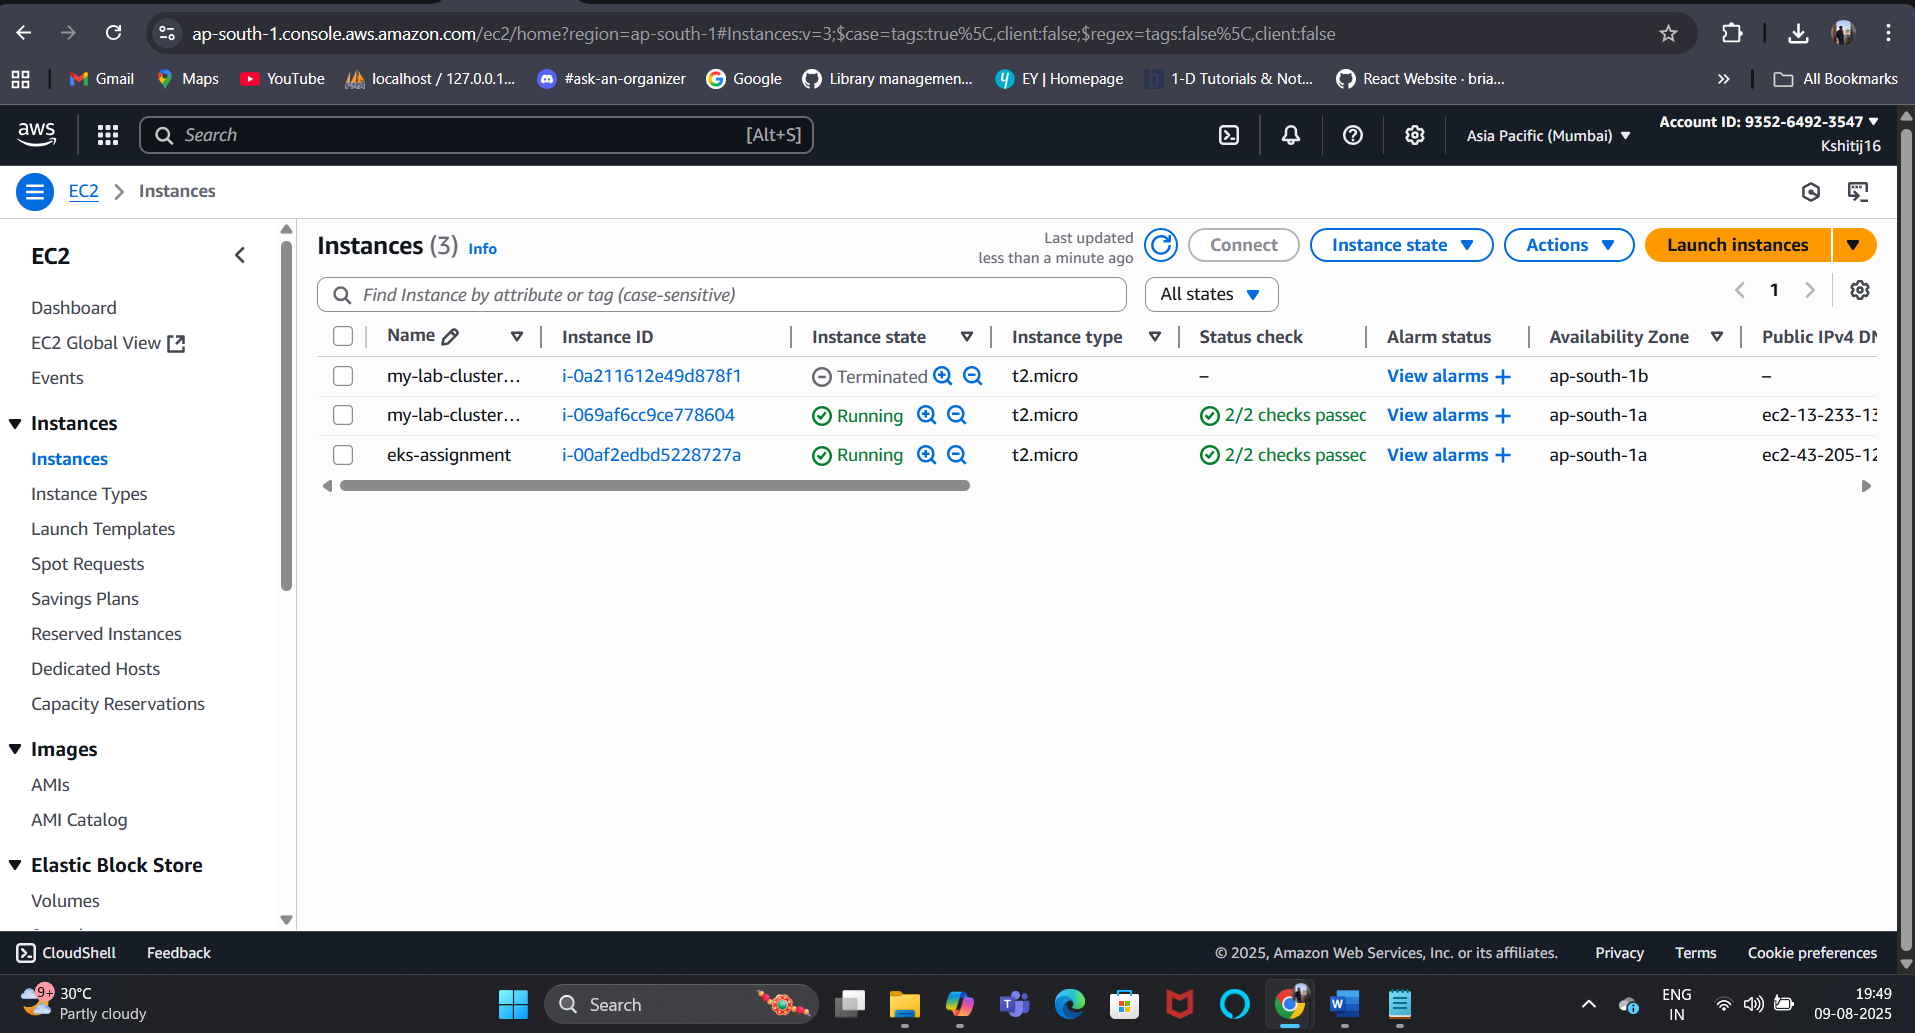 ap-south-1.console.aws.amazon.com/ec2/home?region=ap-south-1#Instances:v=3;$case=tags:true%5C,client:false;$regex=tags:false%5C,client:false
Gmail Maps YouTube localhost / 127.0.0.1... #ask-an-organizer Google Library managemen... EY | Homepage 1-D Tutorials & Not... React Website · bria... » All Bookmarks
aws Search [Alt+S] Asia Pacific (Mumbai) Account ID: 9352-6492-3547
Kshitij16
EC2 Instances
EC2
Dashboard
EC2 Global View
Events
Instances
Instances
Instance Types
Launch Templates
Spot Requests
Savings Plans
Reserved Instances
Dedicated Hosts
Capacity Reservations
Images
AMIs
AMI Catalog
Elastic Block Store
Volumes
Instances (3) Info
Last updated
less than a minute ago
Connect Instance state Actions Launch instances
Find Instance by attribute or tag (case-sensitive) All states 1
Name Instance ID Instance state Instance type Status check Alarm status Availability Zone Public IPv4 DN
my-lab-cluster... i-0a211612e49d878f1 Terminated t2.micro – View alarms + ap-south-1b –
my-lab-cluster... i-069af6cc9ce778604 Running t2.micro 2/2 checks passed View alarms + ap-south-1a ec2-13-233-13
eks-assignment i-00af2edbd5228727a Running t2.micro 2/2 checks passed View alarms + ap-south-1a ec2-43-205-12
CloudShell Feedback © 2025, Amazon Web Services, Inc. or its affiliates. Privacy Terms Cookie preferences
9+ 30°C
Partly cloudy
Search
ENG
IN
19:49
09-08-2025